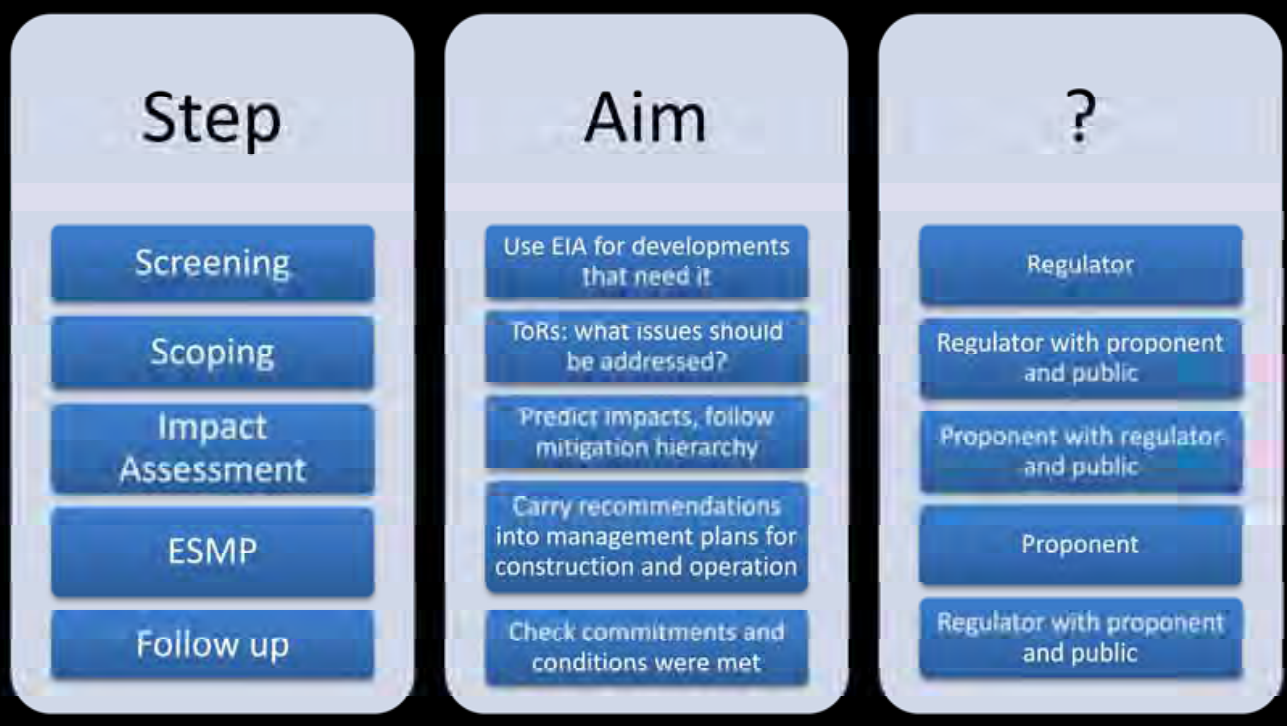 Step
Screening
Scoping
Impact
Assessment
ESMP
Follow up
Aim
Use EIA for developments
that need it
ToRs: what issues should
be addressed?
Predict impacts, follow
mitigation hierarchy
Carry recommendations
into management plans for
construction and operation
Check commitments and
conditions were met
?
Regulator
Regulator with proponent
and public
Proponent with regulator
and public
Proponent
Regulator with proponent
and public